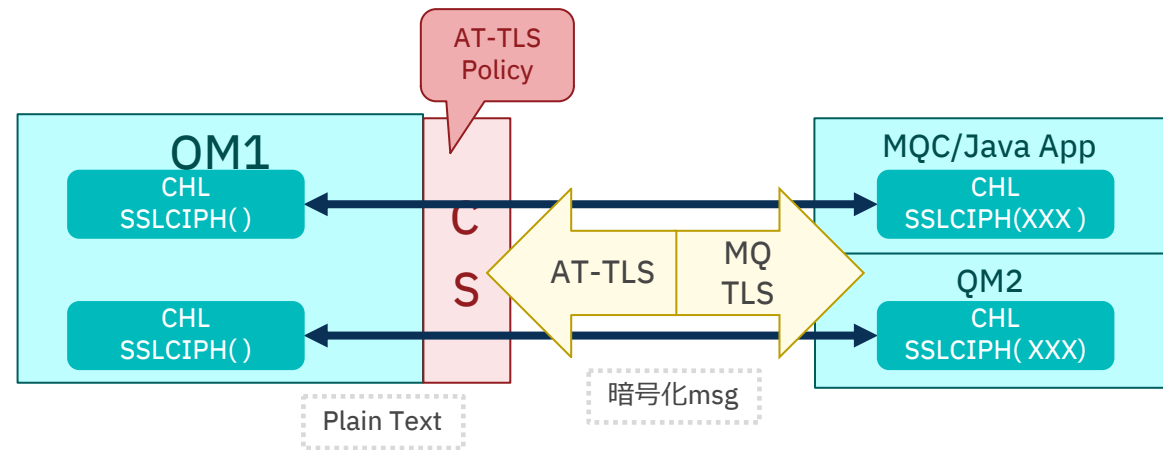 AT-TLS
Policy
OM1
CHL
SSLCIPH( )
CHL
SSLCIPH( )
C
S
AT-TLS
MQ
TLS
MQC/Java App
CHL
SSLCIPH(XXX )
QM2
CHL
SSLCIPH( XXX)
Plain Text
暗号化msg